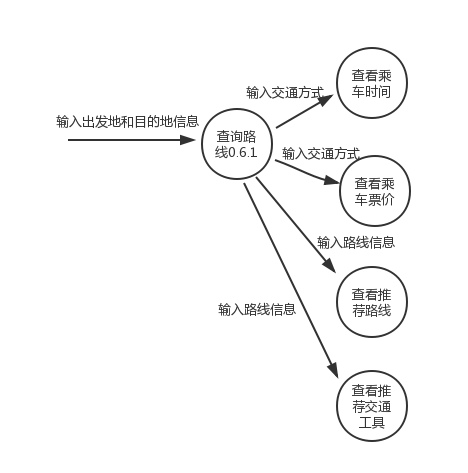 查看乘
车时间
输入交通方式
输入出发地和目的地信息
查询路
线0.6.1
输入交通方式
查看乘
车票价
输入路线信息
查看推
荐路线
输入路线信息
查看推
荐交通
工具